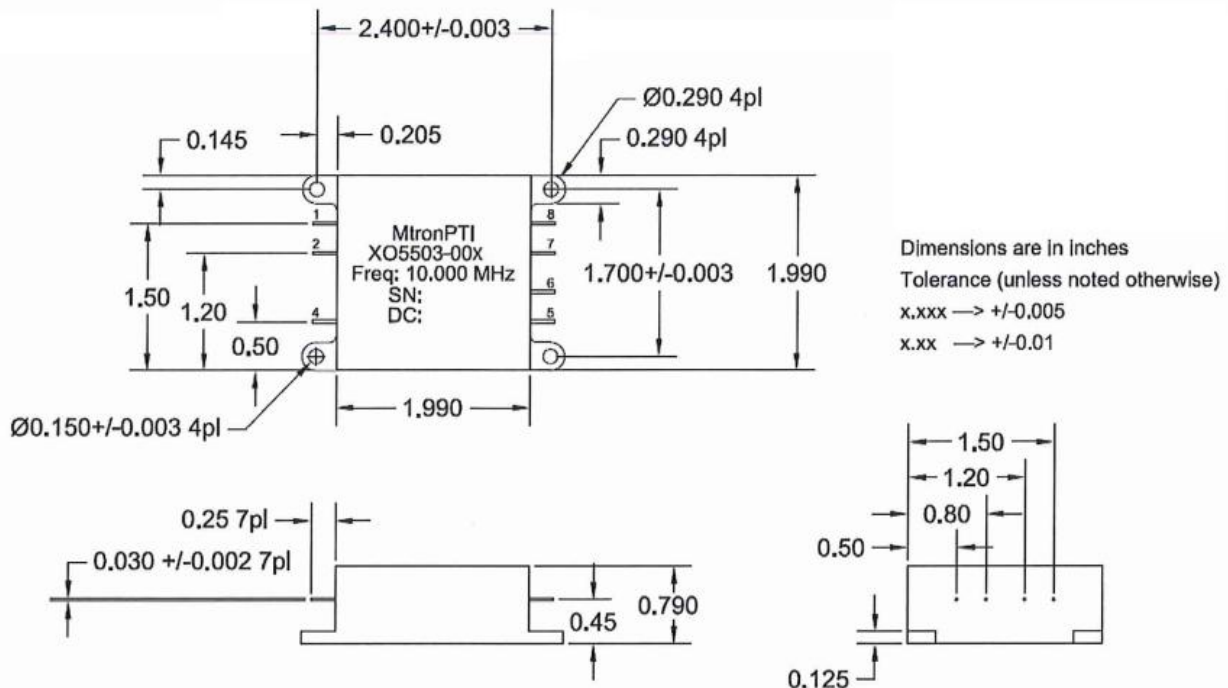 2.400+/-0.003
Ø0.290 4pl
0.145
0.205
0.290 4pl
1
8
MtronPTI
2
7
XO5503-00x
Freq: 10.000 MHz
1.700+/-0.003
1.990
SN:
6
DC:
1.50
1.20
4
5
0.50
Dimensions are in inches
Tolerance (unless noted otherwise)
x.xxx —> +/-0.005
x.xx —> +/-0.01
Ø0.150+/-0.003 4pl
1.990
1.50
1.20
0.25 7pl
0.80
0.030 +/-0.002 7pl
0.50
0.45
0.790
0.125